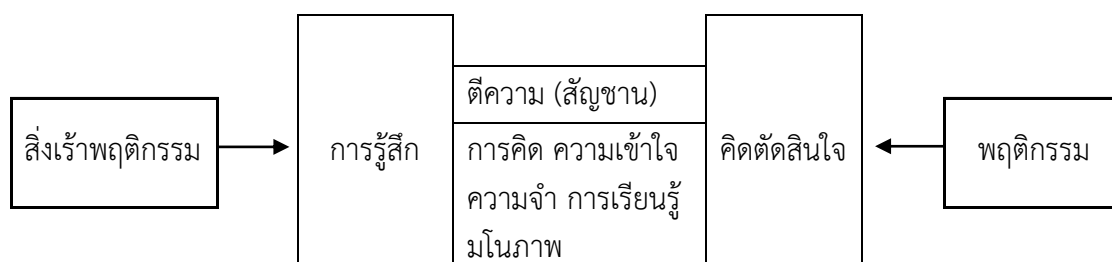 สิ่งเร้าพฤติกรรม
การรู้สึก
ตีความ (สัญชาน)
การคิด ความเข้าใจ
ความจำ การเรียนรู้
มโนภาพ
คิดตัดสินใจ
พฤติกรรม